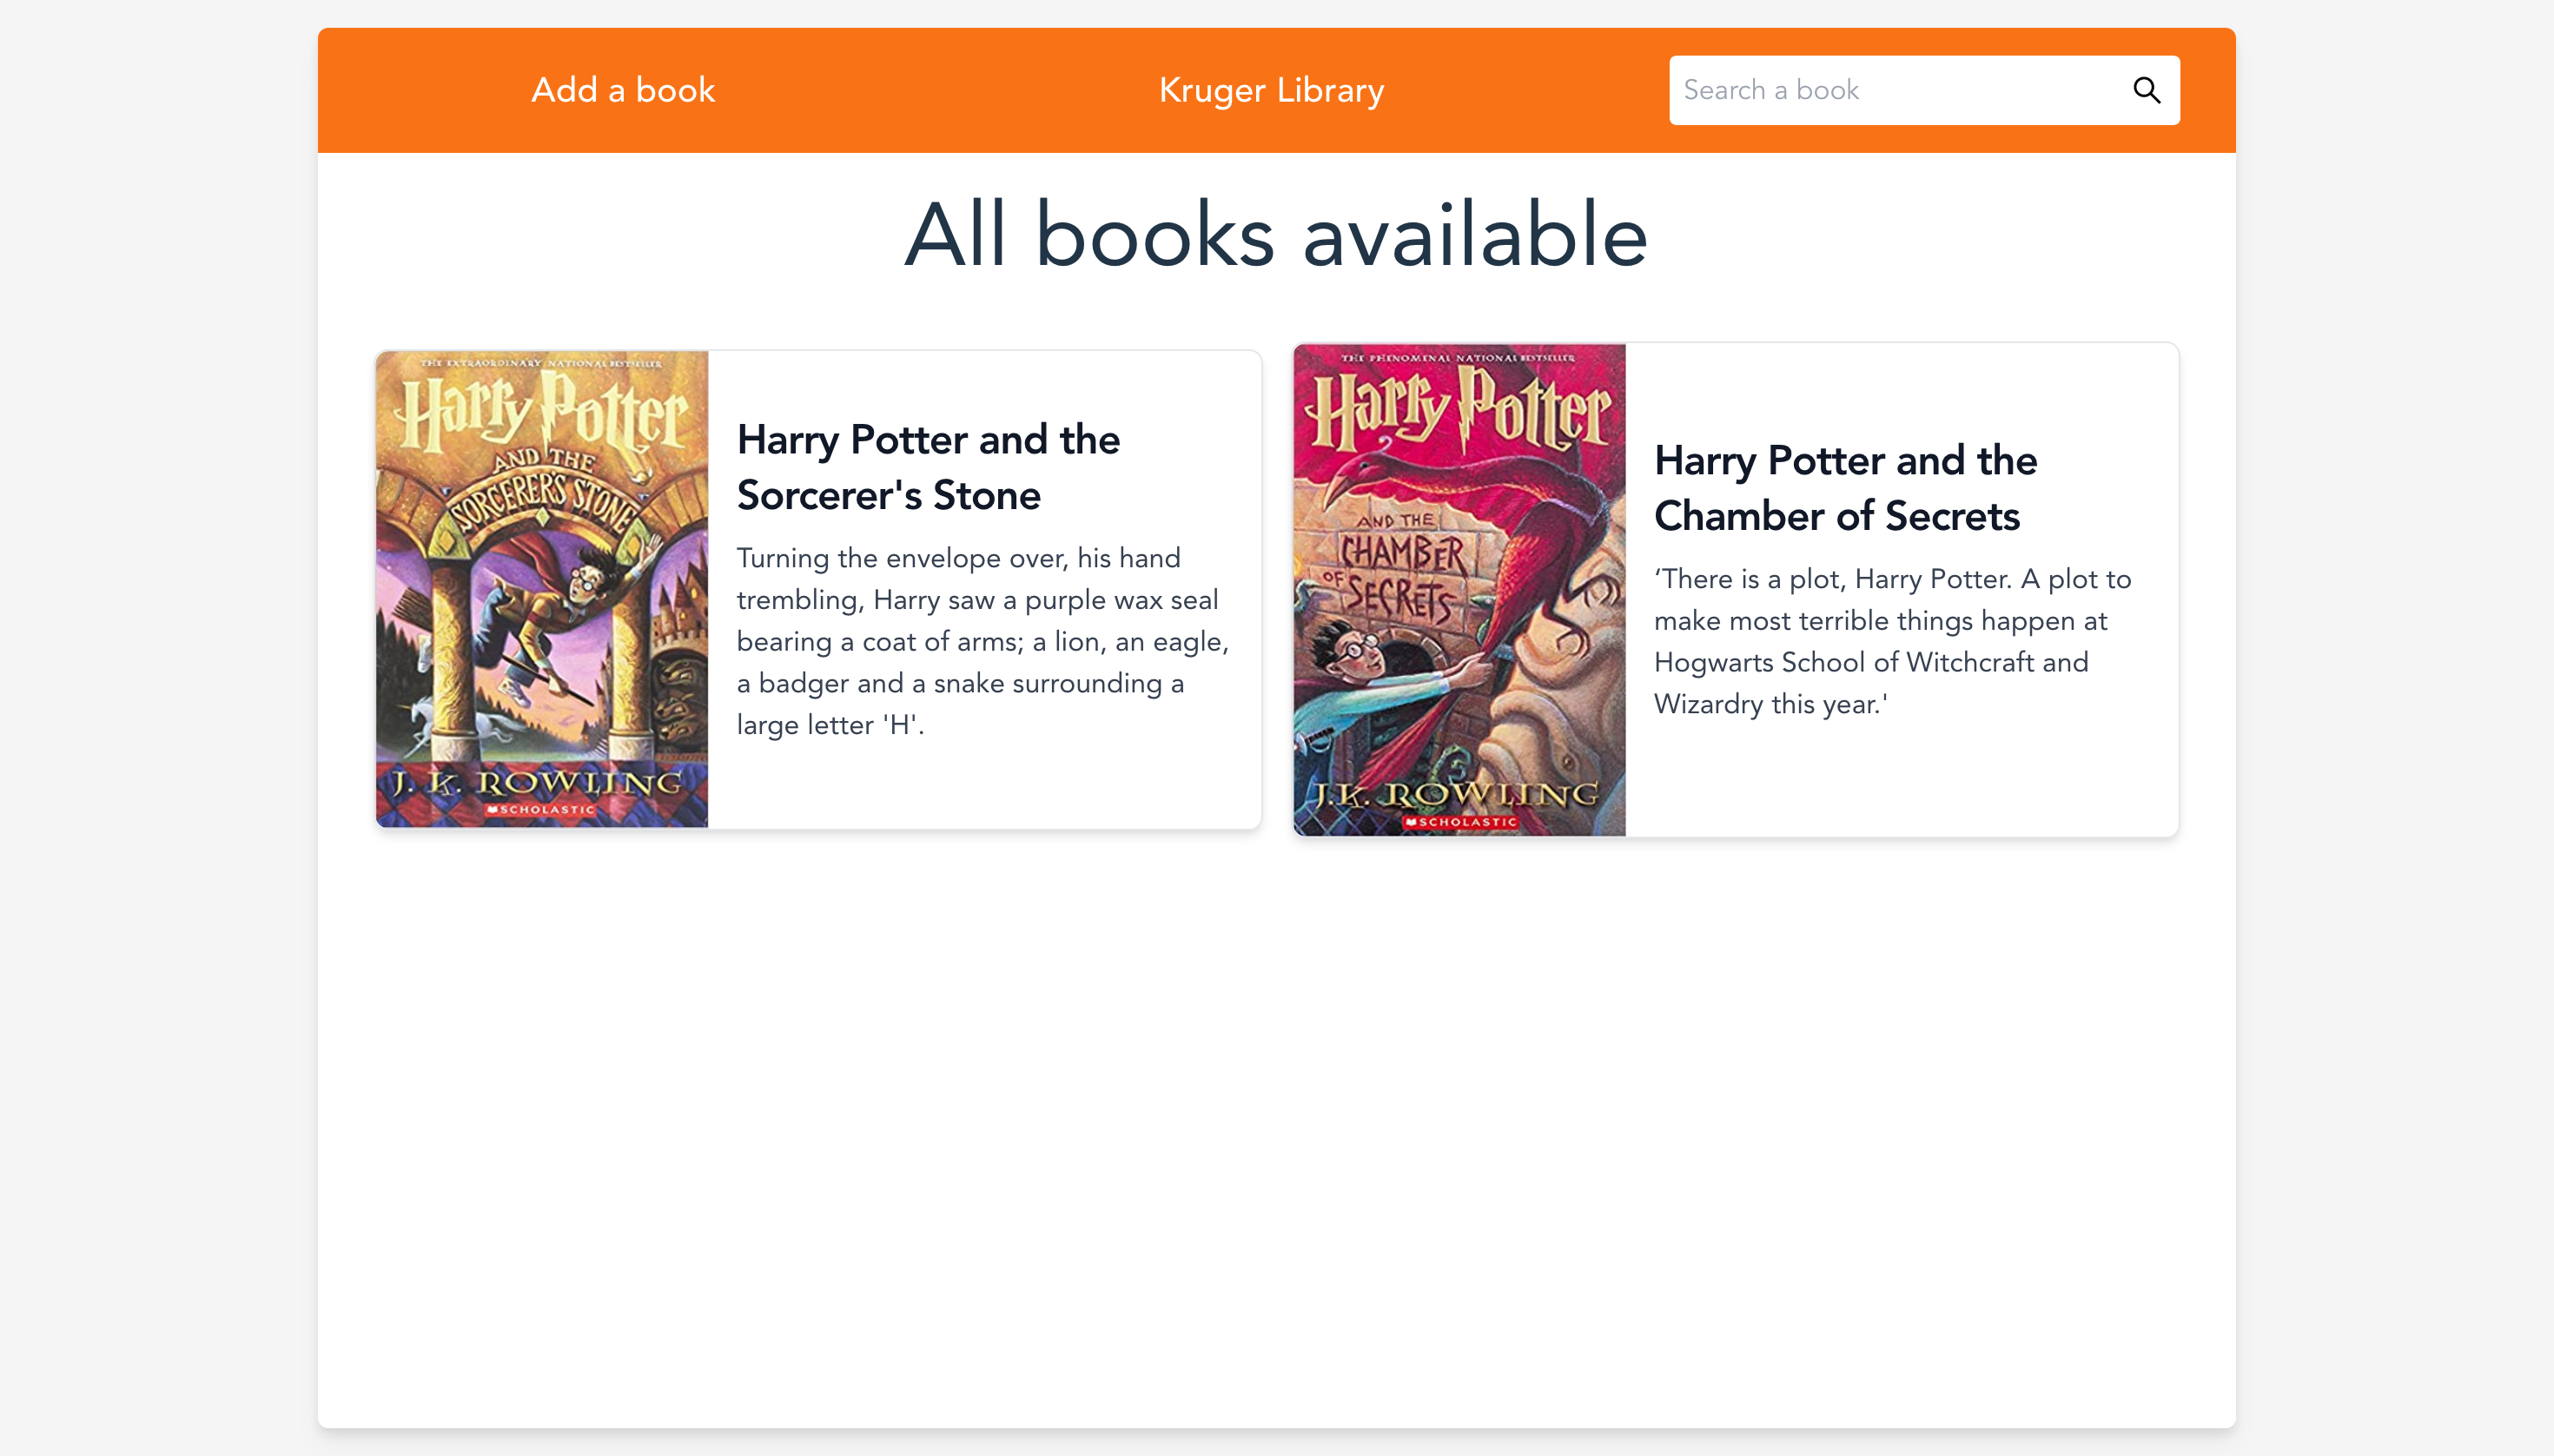 Add a book
Kruger Library
Search a book
All books available
THE EXTRAORDINARY NATIONAL BESTSELLER
Harry Potter
AND THE
SORCERER'S STONE
J. K. ROWLING
SCHOLASTIC
Harry Potter and the
Sorcerer's Stone
Turning the envelope over, his hand
trembling, Harry saw a purple wax seal
bearing a coat of arms; a lion, an eagle,
a badger and a snake surrounding a
large letter 'H'.
THE PHENOMENAL NATIONAL BESTSELLER
Harry Potter
AND THE
CHAMBER
OF SECRETS
J.K. ROWLING
SCHOLASTIC
Harry Potter and the
Chamber of Secrets
‘There is a plot, Harry Potter. A plot to
make most terrible things happen at
Hogwarts School of Witchcraft and
Wizardry this year.'